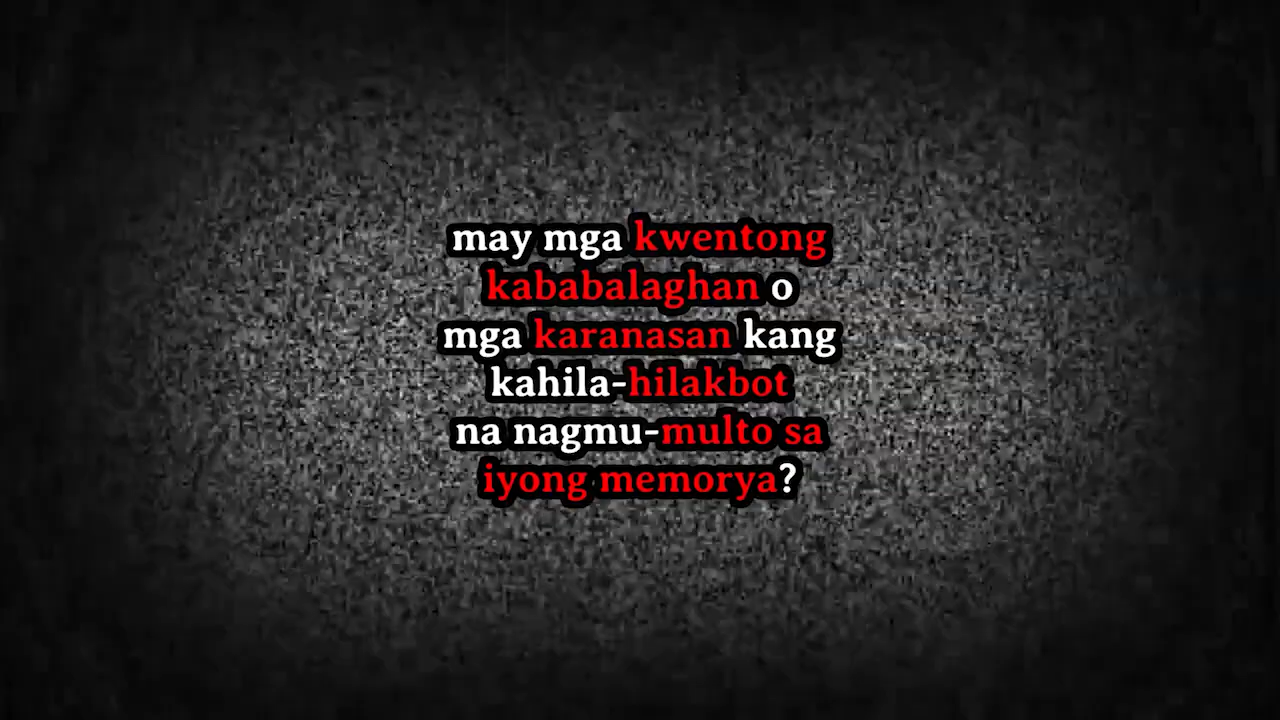 may mga kwentong
kababalaghan o
mga karanasan kang
kahila-hilakbot
na nagmu-multo sa
iyong memorya?